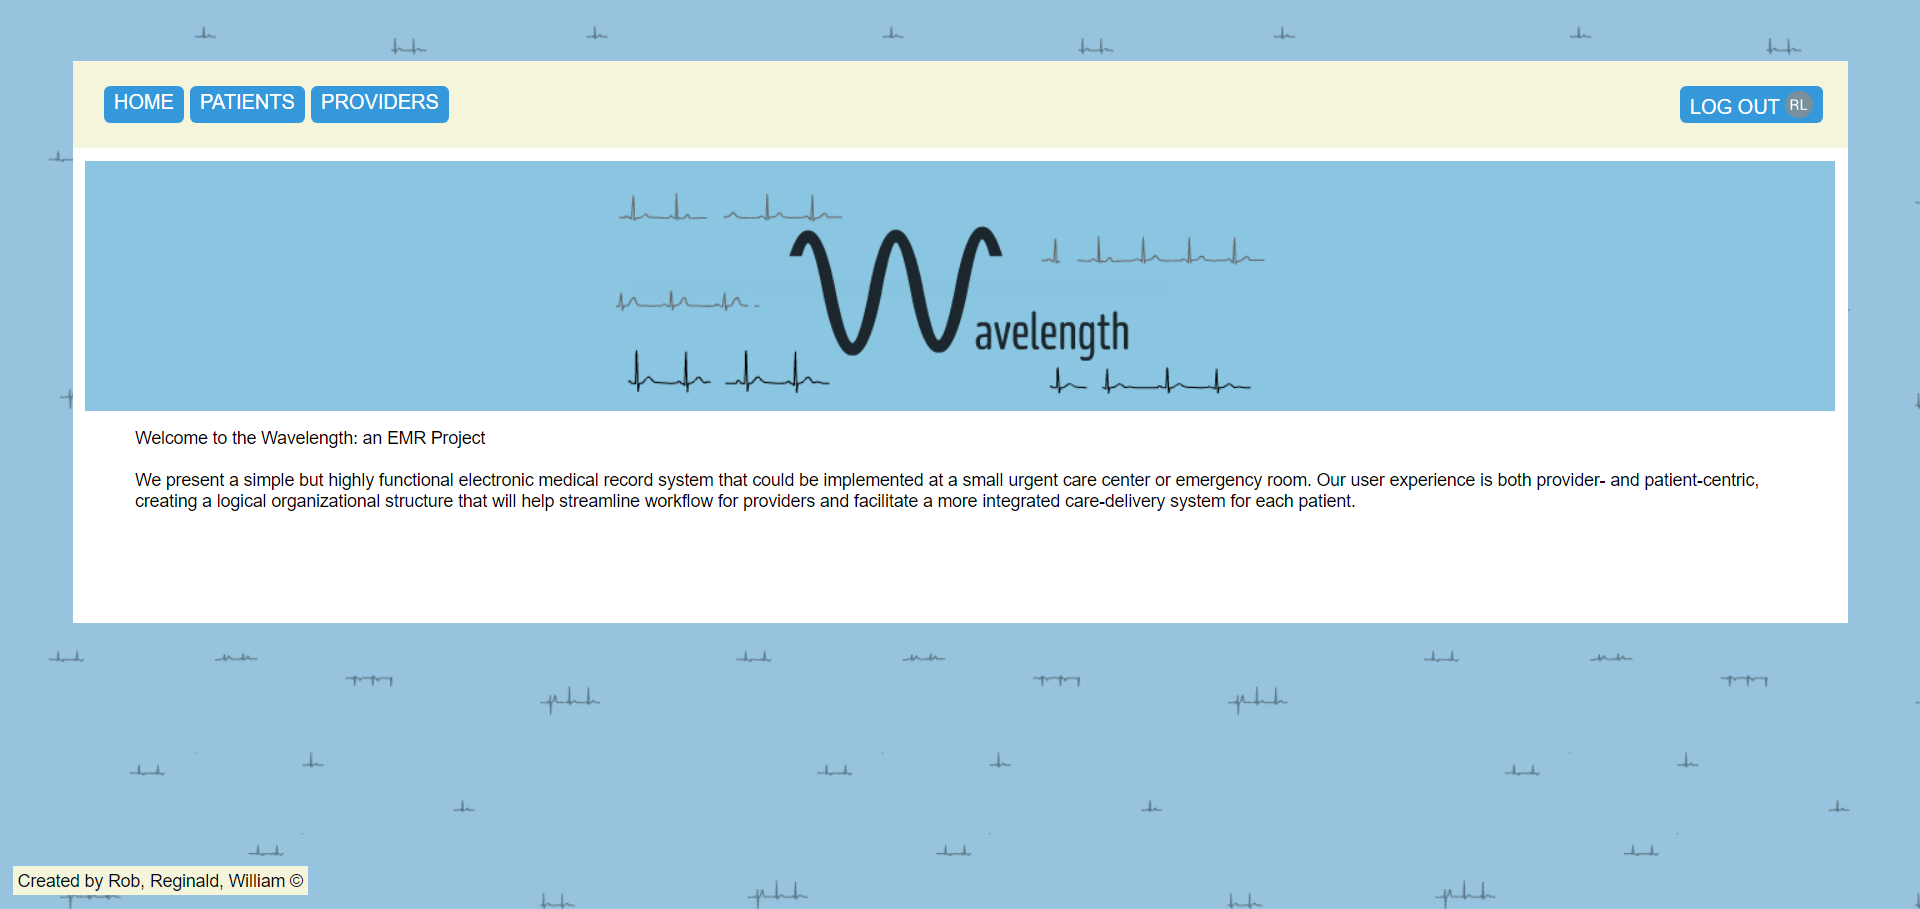 HOME PATIENTS PROVIDERS LOG OUT RL
Wavelength
Welcome to the Wavelength: an EMR Project
We present a simple but highly functional electronic medical record system that could be implemented at a small urgent care center or emergency room. Our user experience is both provider- and patient-centric,
creating a logical organizational structure that will help streamline workflow for providers and facilitate a more integrated care-delivery system for each patient.
Created by Rob, Reginald, William ©